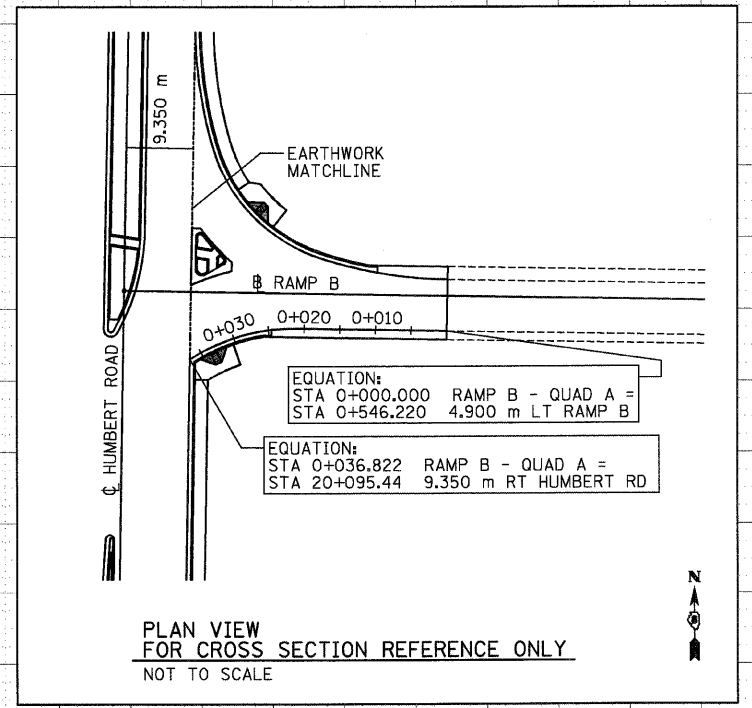 9.350 m
EARTHWORK
MATCHLINE
B RAMP B
0+030 0+020 0+010
EQUATION:
STA 0+000.000 RAMP B - QUAD A =
STA 0+546.220 4.900 m LT RAMP B
℄ HUMBERT ROAD
EQUATION:
STA 0+036.822 RAMP B - QUAD A =
STA 20+095.44 9.350 m RT HUMBERT RD
N
PLAN VIEW
FOR CROSS SECTION REFERENCE ONLY
NOT TO SCALE